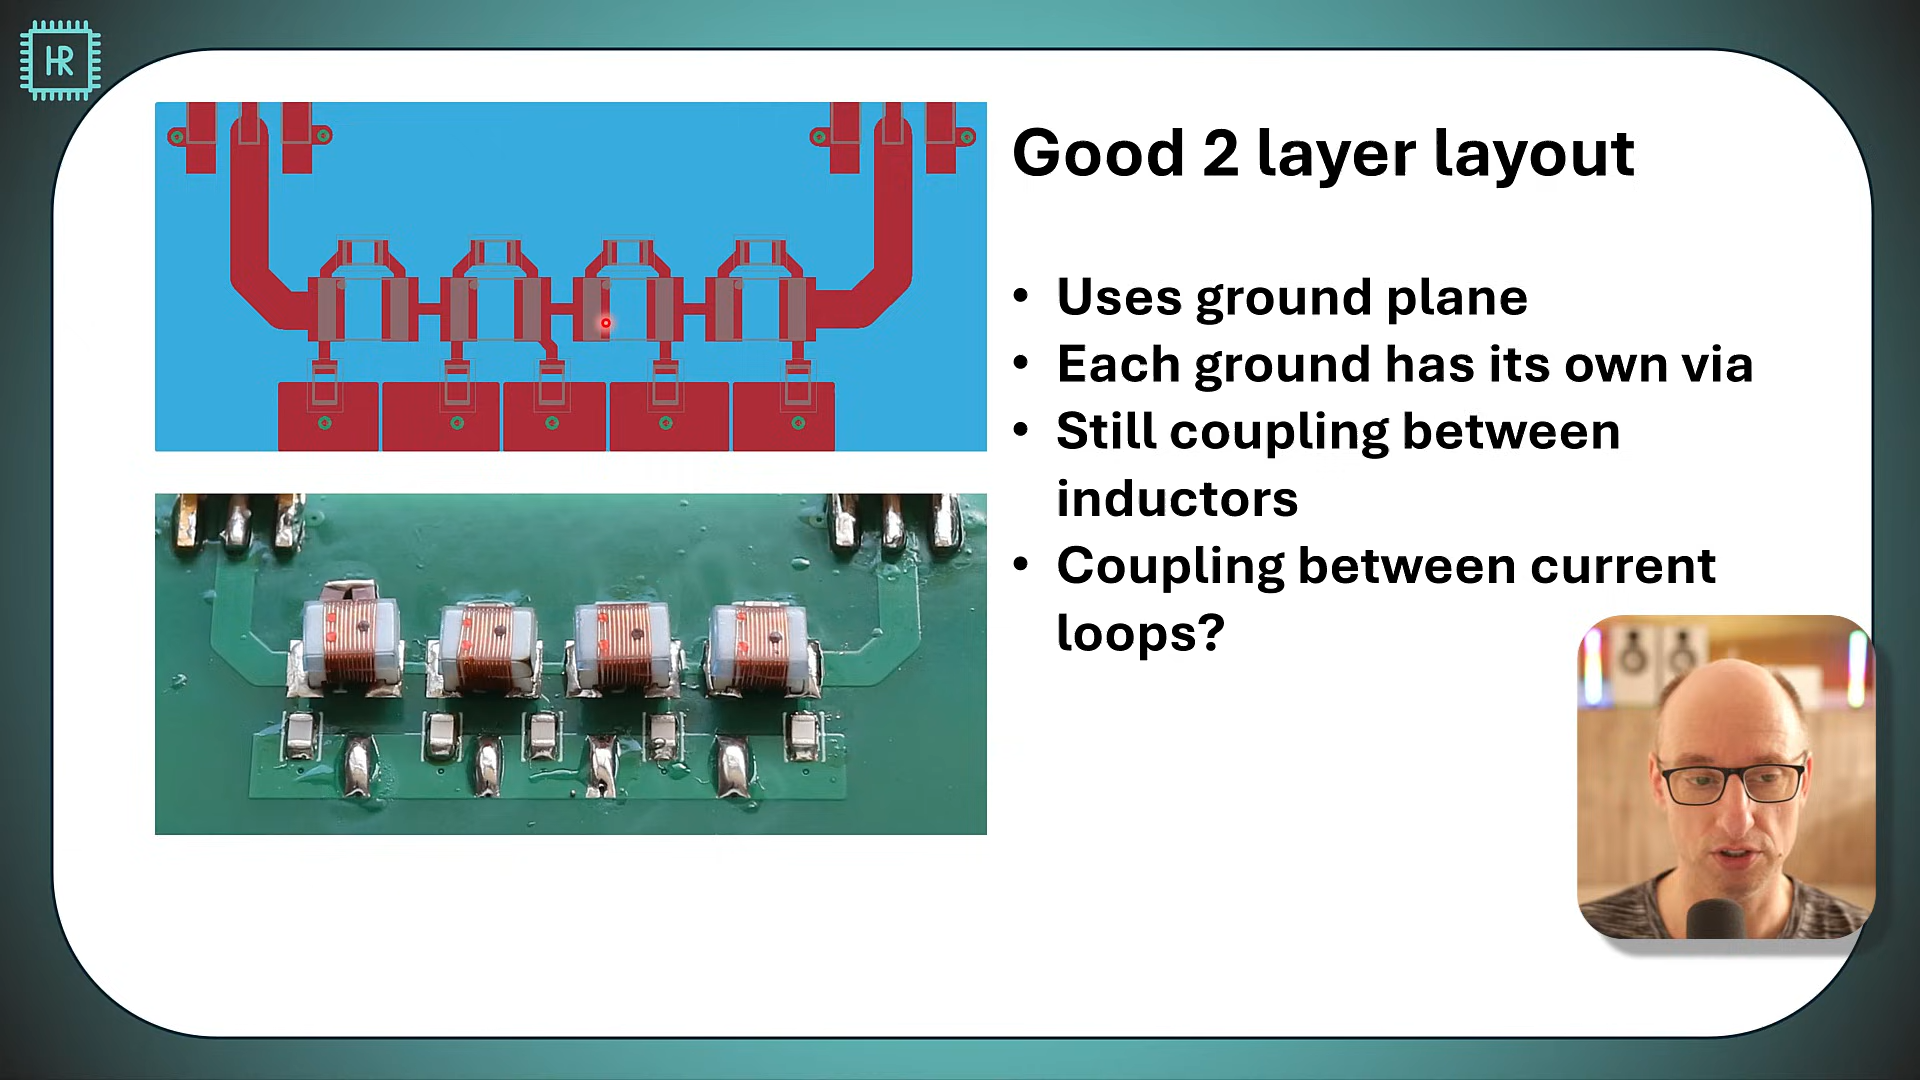 HR
Good 2 layer layout
• Uses ground plane
• Each ground has its own via
• Still coupling between
inductors
• Coupling between current
loops?